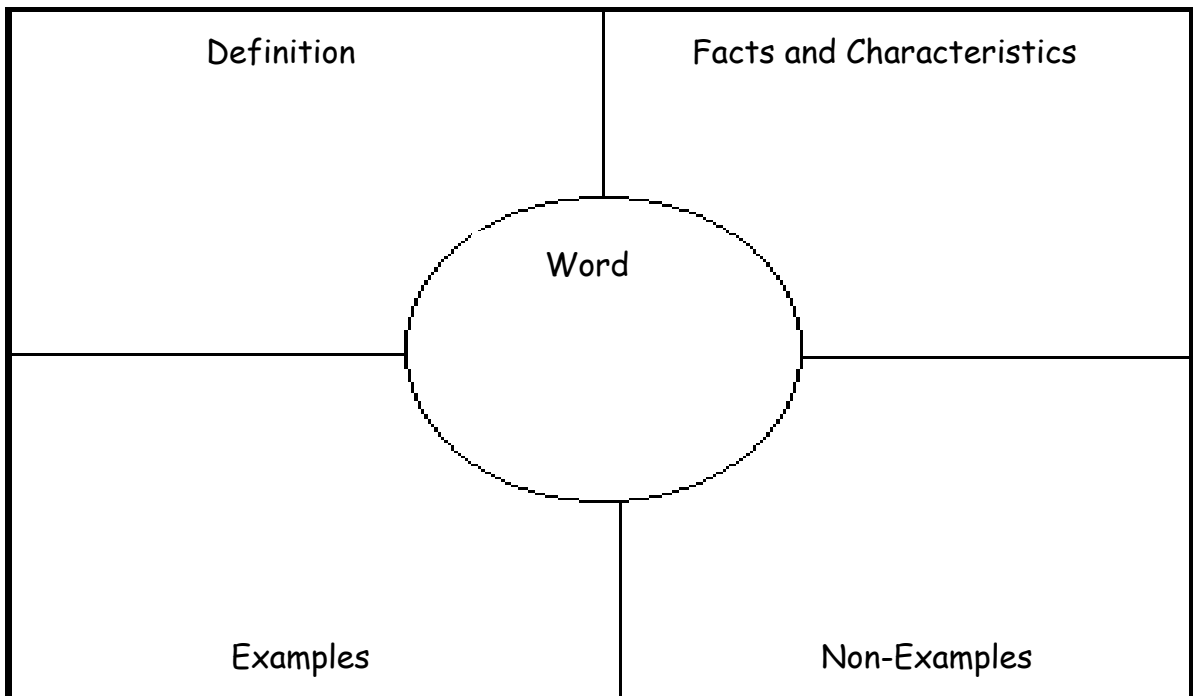 Definition
Facts and Characteristics
Word
Examples
Non-Examples